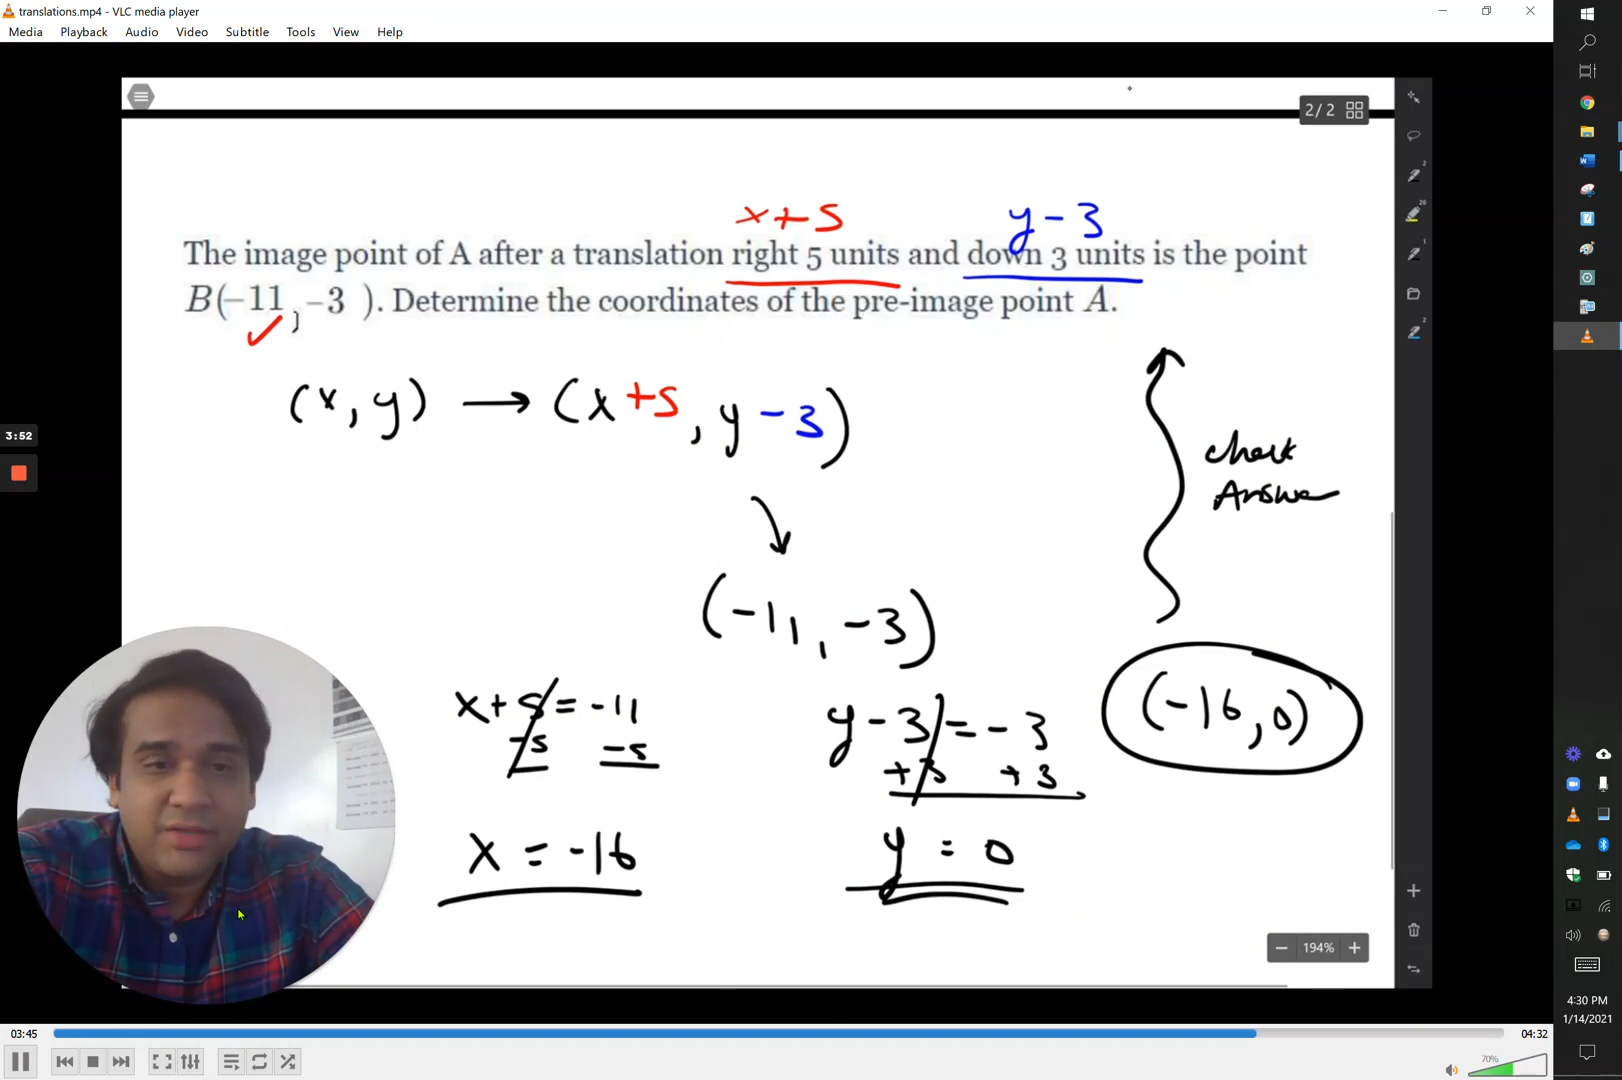 translations.mp4 - VLC media player
Media Playback Audio Video Subtitle Tools View Help
2/2
x+5
y-3
The image point of A after a translation right 5 units and down 3 units is the point
B(-11, -3 ). Determine the coordinates of the pre-image point A.
(x, y) → (x+5, y-3)
3:52
Check
Answer
(-11, -3)
x+5=-11
-5 -5
x = -16
y-3=-3
+3 +3
y = 0
(-16, 0)
194%
4:30 PM
1/14/2021
03:45
04:32
70%